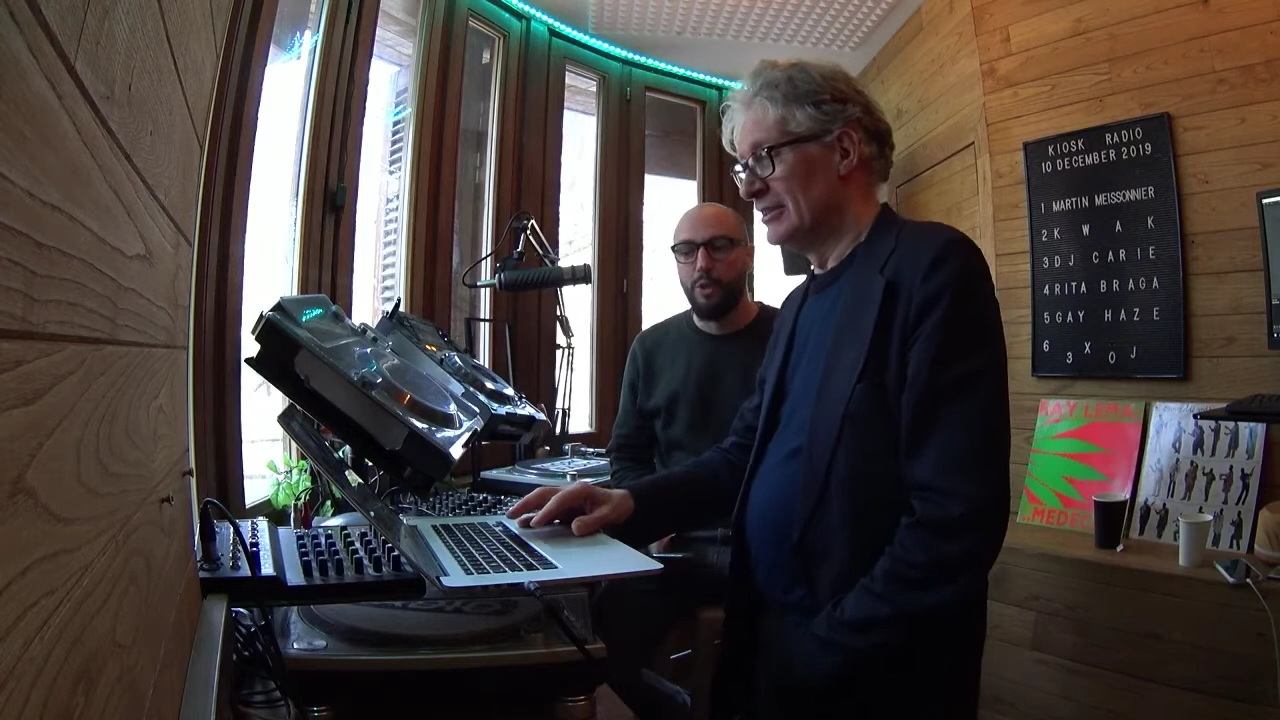 KIOSK RADIO
10 DECEMBER 2019
1 MARTIN MEISSONNIER
2 K W A K
3 DJ CARIE
4 RITA BRAGA
5 GAY HAZE
6 3 X O J
RAY LEMA